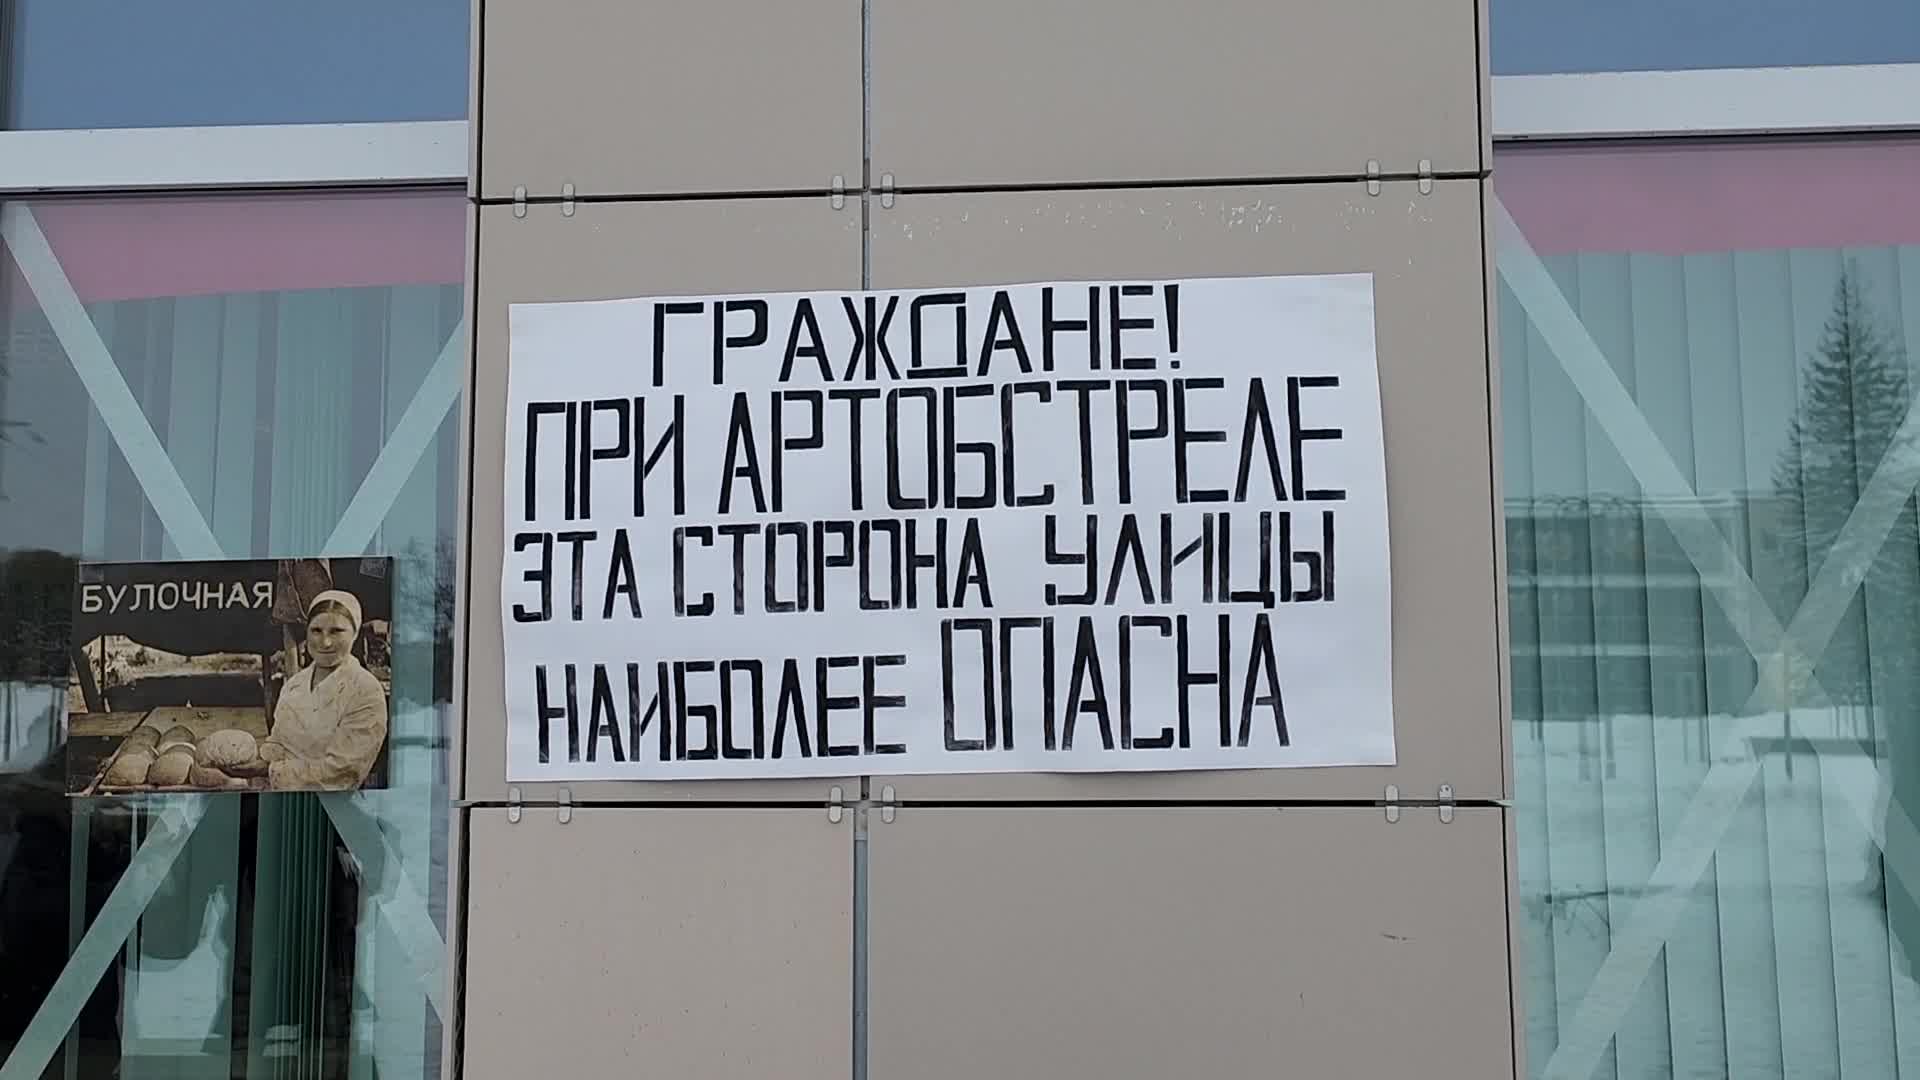 ГРАЖДАНЕ!
ПРИ АРТОБСТРЕЛЕ
ЭТА СТОРОНА УЛИЦЫ
НАИБОЛЕЕ ОПАСНА
БУЛОЧНАЯ